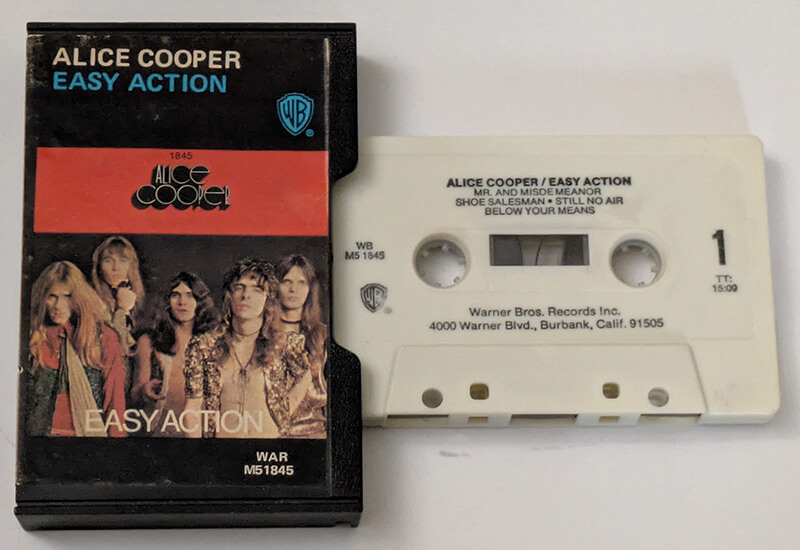 ALICE COOPER
EASY ACTION
WB
®
1845
ALICE
COOPER
EASY ACTION
WAR
M51845
ALICE COOPER / EASY ACTION
MR. AND MISDEMEANOR
SHOE SALESMAN • STILL NO AIR
BELOW YOUR MEANS
WB
M5 1845
1
TT:
15:09
WB
®
Warner Bros. Records Inc.
4000 Warner Blvd., Burbank, Calif. 91505